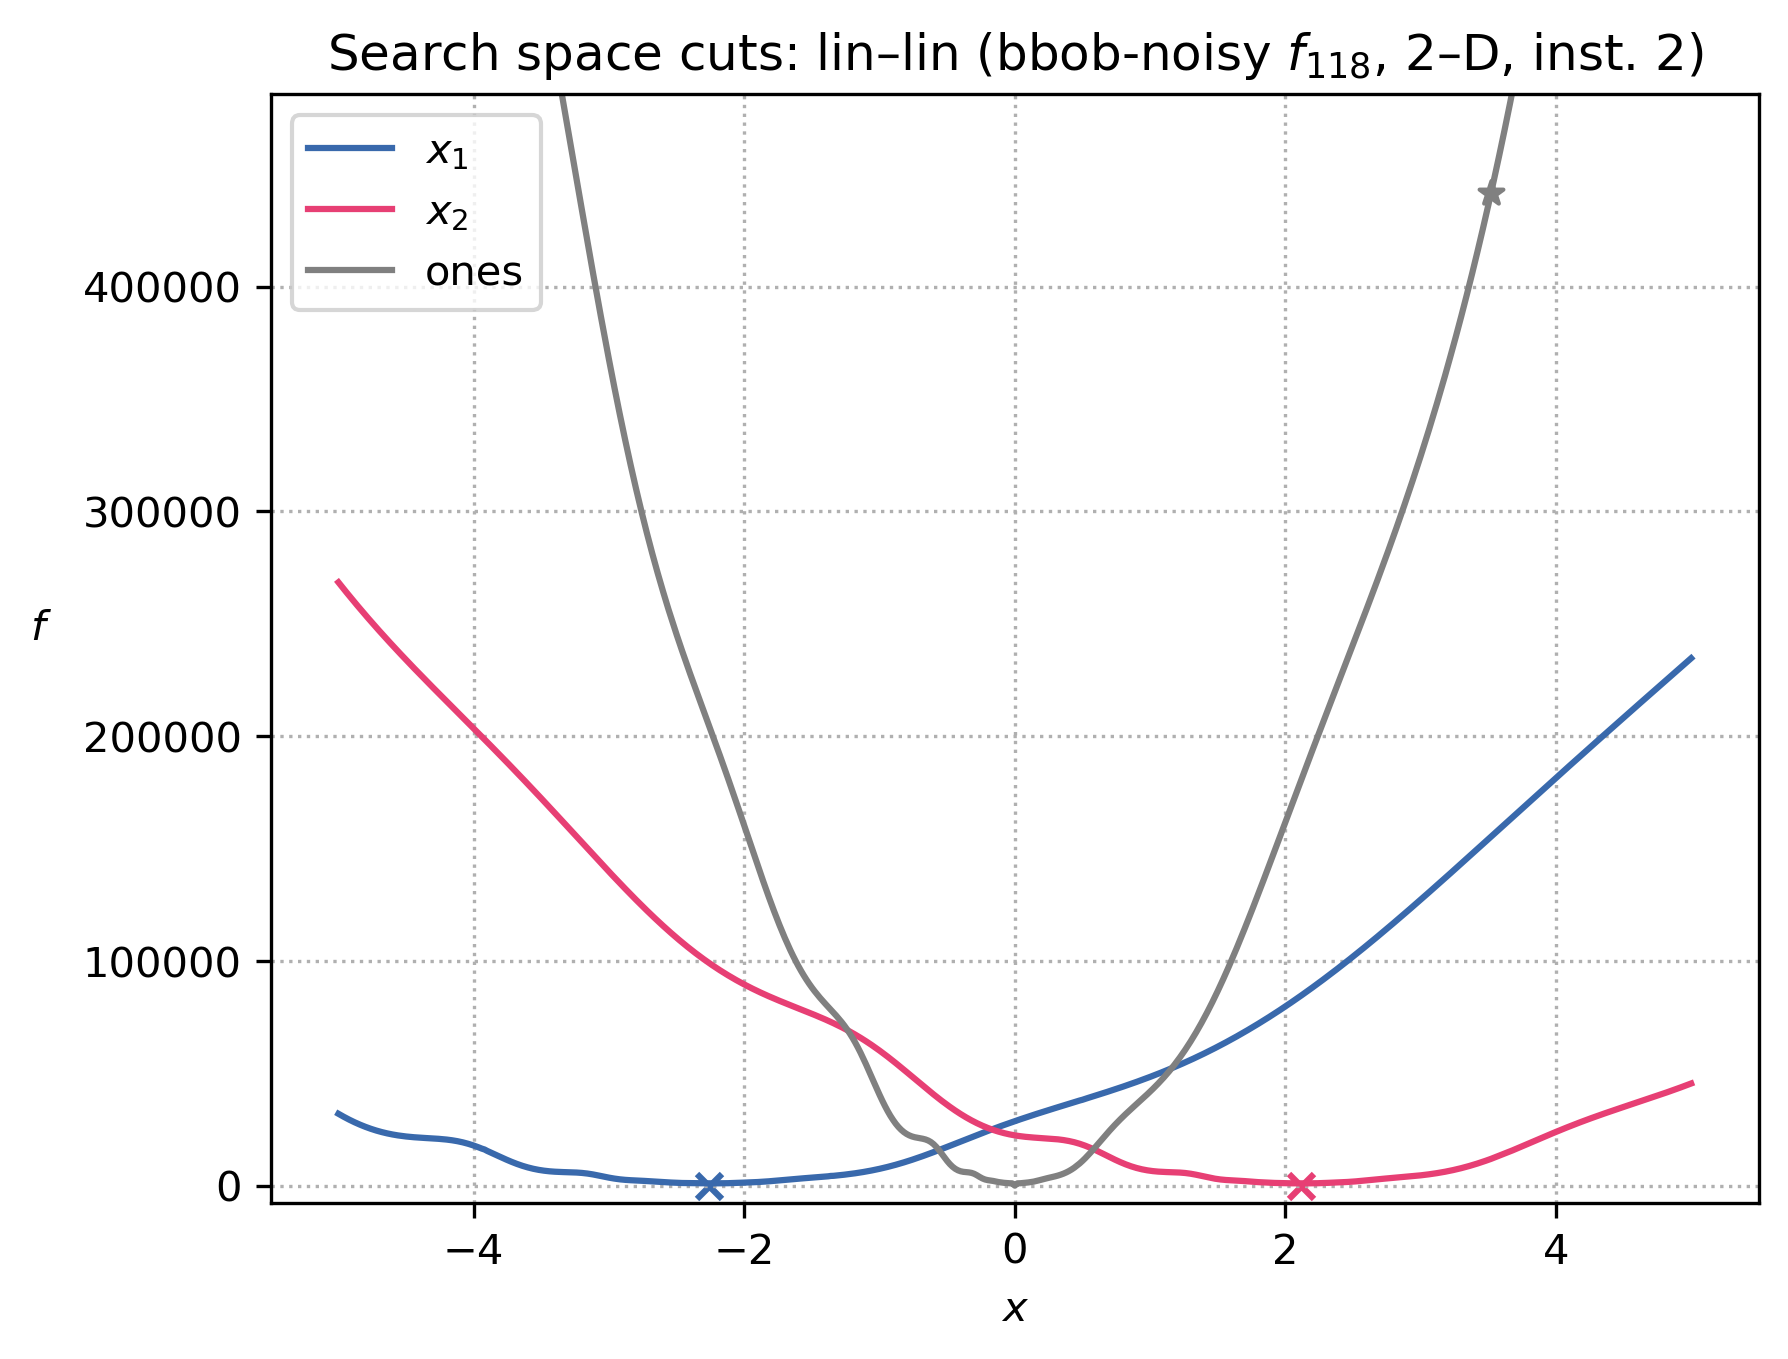 Search space cuts: lin–lin (bbob-noisy f₁₁₈, 2–D, inst. 2)
x₁
x₂
ones
400000
300000
200000
100000
0
f
−4 −2 0 2 4
x